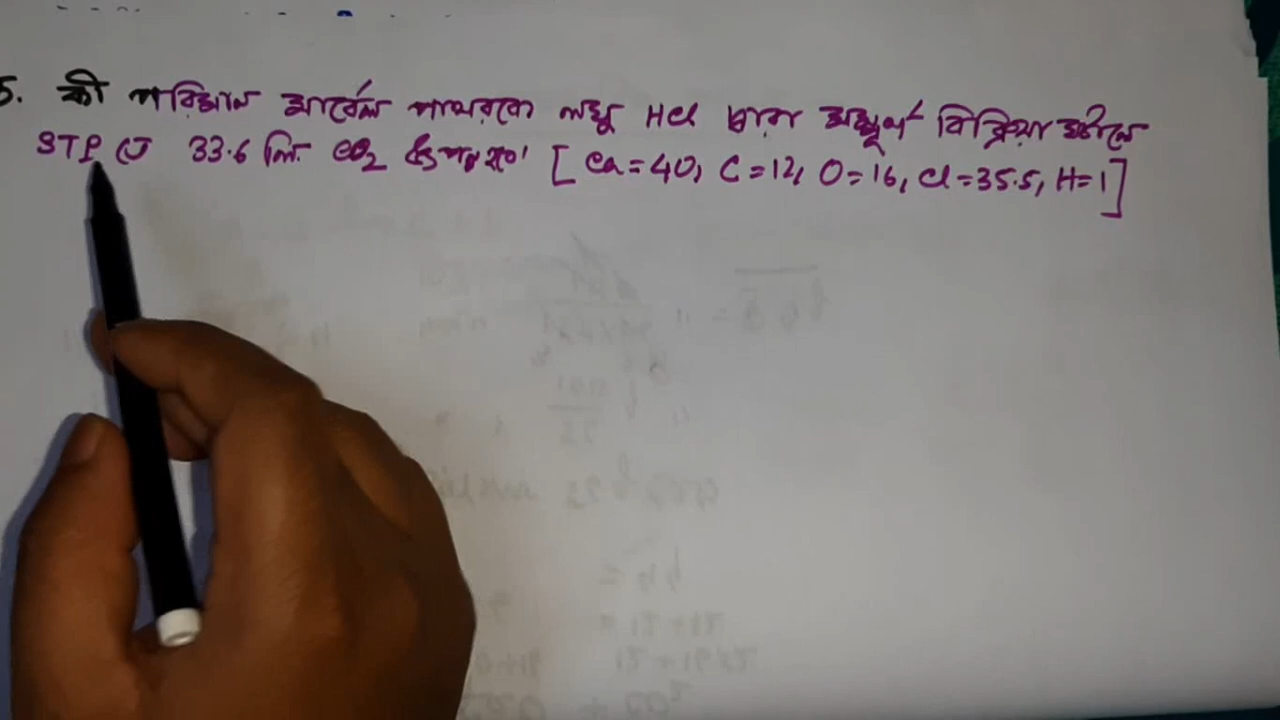 5. কী পরিমান মার্বেল পাথরকে লঘু HCl দ্বারা সম্পূর্ণ বিক্রিয়া ঘটালে
STP তে 33.6 লি. CO2 উৎপন্ন হবে [ Ca = 40, C = 12, O = 16, Cl = 35.5, H = 1 ]